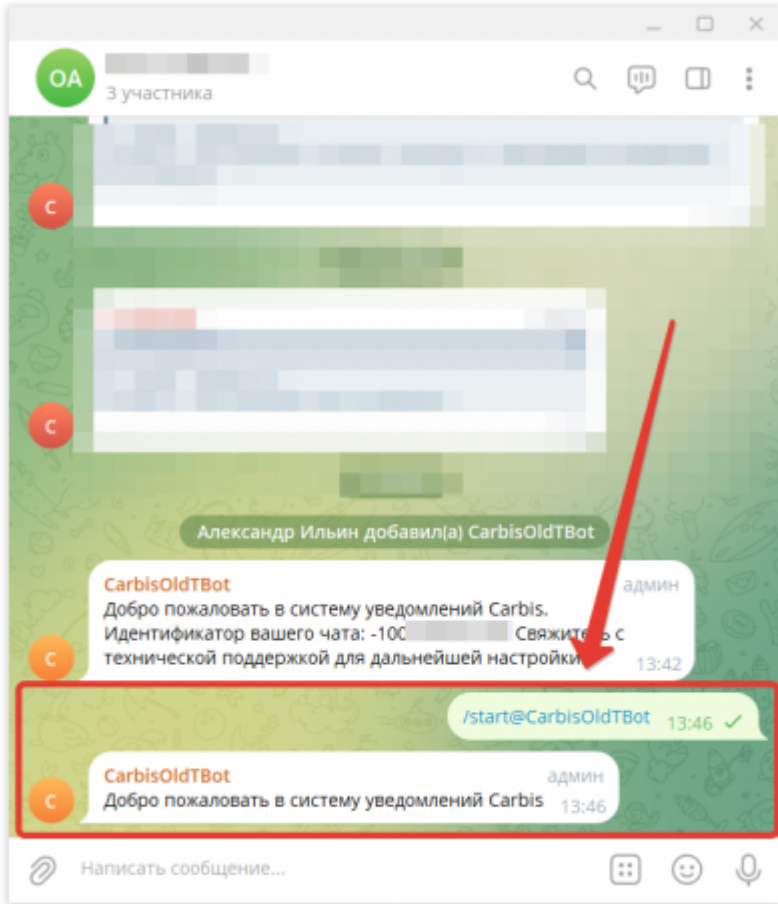 OA
3 участника
C
C
Александр Ильин добавил(а) CarbisOldTBot
CarbisOldTBot админ
Добро пожаловать в систему уведомлений Carbis.
Идентификатор вашего чата: -100 Свяжитесь с
технической поддержкой для дальнейшей настройки
C
13:42
/start@CarbisOldTBot 13:46
CarbisOldTBot админ
C
Добро пожаловать в систему уведомлений Carbis 13:46
Написать сообщение...